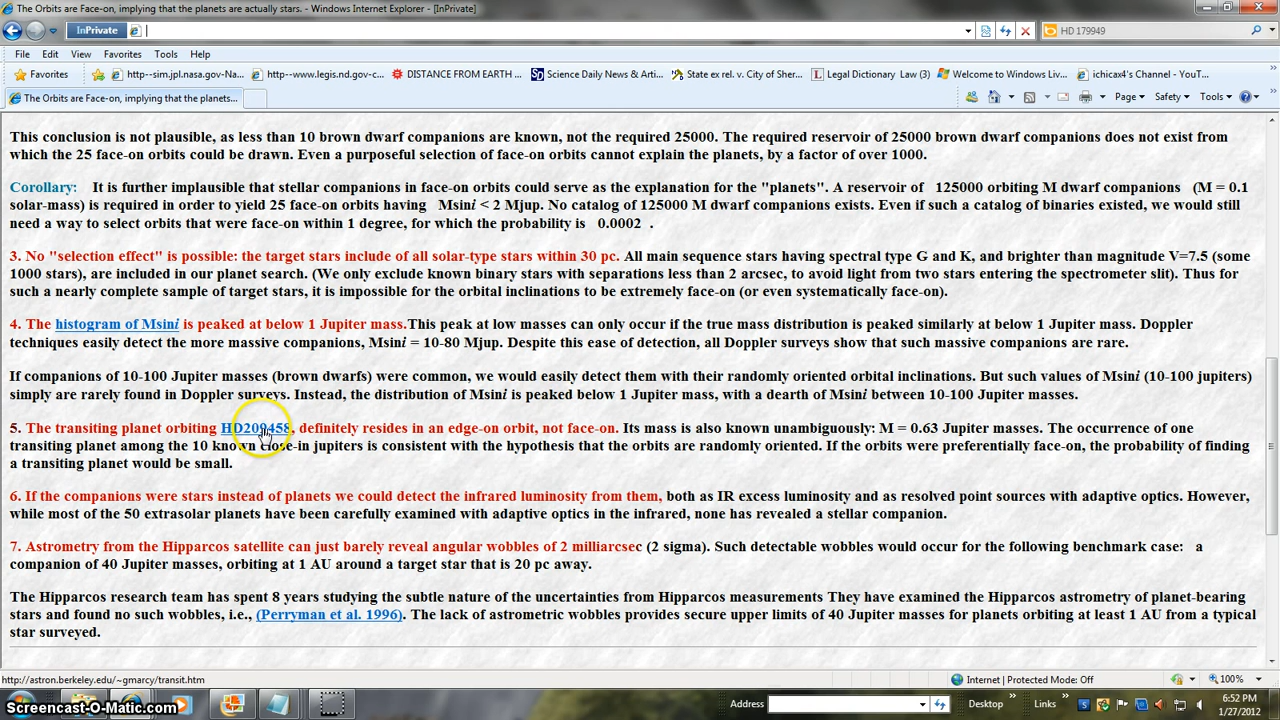 The Orbits are Face-on, implying that the planets are actually stars. - Windows Internet Explorer - [InPrivate]
InPrivate
HD 179949
File Edit View Favorites Tools Help
Favorites http--sim.jpl.nasa.gov-Na... http--www.legis.nd.gov-c... DISTANCE FROM EARTH ... Science Daily News & Arti... State ex rel. v. City of Sher... Legal Dictionary Law (3) Welcome to Windows Liv... ichicax4's Channel - YouT...
The Orbits are Face-on, implying that the planets...
Page Safety Tools
This conclusion is not plausible, as less than 10 brown dwarf companions are known, not the required 25000. The required reservoir of 25000 brown dwarf companions does not exist from
which the 25 face-on orbits could be drawn. Even a purposeful selection of face-on orbits cannot explain the planets, by a factor of over 1000.
Corollary: It is further implausible that stellar companions in face-on orbits could serve as the explanation for the "planets". A reservoir of 125000 orbiting M dwarf companions (M = 0.1
solar-mass) is required in order to yield 25 face-on orbits having Msini < 2 Mjup. No catalog of 125000 M dwarf companions exists. Even if such a catalog of binaries existed, we would still
need a way to select orbits that were face-on within 1 degree, for which the probability is 0.0002 .
3. No "selection effect" is possible: the target stars include of all solar-type stars within 30 pc. All main sequence stars having spectral type G and K, and brighter than magnitude V=7.5 (some
1000 stars), are included in our planet search. (We only exclude known binary stars with separations less than 2 arcsec, to avoid light from two stars entering the spectrometer slit). Thus for
such a nearly complete sample of target stars, it is impossible for the orbital inclinations to be extremely face-on (or even systematically face-on).
4. The histogram of Msini is peaked at below 1 Jupiter mass.This peak at low masses can only occur if the true mass distribution is peaked similarly at below 1 Jupiter mass. Doppler
techniques easily detect the more massive companions, Msini = 10-80 Mjup. Despite this ease of detection, all Doppler surveys show that such massive companions are rare.
If companions of 10-100 Jupiter masses (brown dwarfs) were common, we would easily detect them with their randomly oriented orbital inclinations. But such values of Msini (10-100 jupiters)
simply are rarely found in Doppler surveys. Instead, the distribution of Msini is peaked below 1 Jupiter mass, with a dearth of Msini between 10-100 Jupiter masses.
5. The transiting planet orbiting HD209458, definitely resides in an edge-on orbit, not face-on. Its mass is also known unambiguously: M = 0.63 Jupiter masses. The occurrence of one
transiting planet among the 10 known close-in jupiters is consistent with the hypothesis that the orbits are randomly oriented. If the orbits were preferentially face-on, the probability of finding
a transiting planet would be small.
6. If the companions were stars instead of planets we could detect the infrared luminosity from them, both as IR excess luminosity and as resolved point sources with adaptive optics. However,
while most of the 50 extrasolar planets have been carefully examined with adaptive optics in the infrared, none has revealed a stellar companion.
7. Astrometry from the Hipparcos satellite can just barely reveal angular wobbles of 2 milliarcsec (2 sigma). Such detectable wobbles would occur for the following benchmark case: a
companion of 40 Jupiter masses, orbiting at 1 AU around a target star that is 20 pc away.
The Hipparcos research team has spent 8 years studying the subtle nature of the uncertainties from Hipparcos measurements They have examined the Hipparcos astrometry of planet-bearing
stars and found no such wobbles, i.e., (Perryman et al. 1996). The lack of astrometric wobbles provides secure upper limits of 40 Jupiter masses for planets orbiting at least 1 AU from a typical
star surveyed.
http://astron.berkeley.edu/~gmarcy/transit.htm Internet | Protected Mode: Off 100%
Address Desktop Links 6:52 PM
1/27/2012
Screencast-O-Matic.com